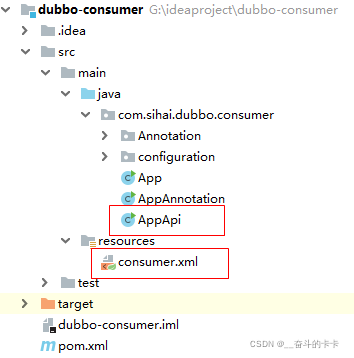 dubbo-consumer G:\ideaproject\dubbo-consumer
.idea
src
main
java
com.sihai.dubbo.consumer
Annotation
configuration
App
AppAnnotation
AppApi
resources
consumer.xml
test
target
dubbo-consumer.iml
pom.xml
CSDN @__奋斗的卡卡